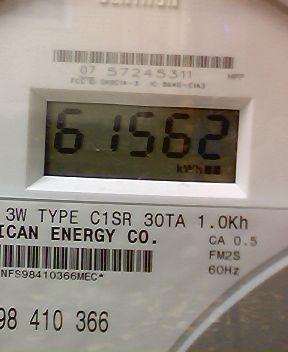 07 57245311
61562
kWh
3W TYPE C1SR 30TA 1.0Kh
ICAN ENERGY CO.
CA 0.5
FM2S
60Hz
NFS98410366MEC*
98 410 366